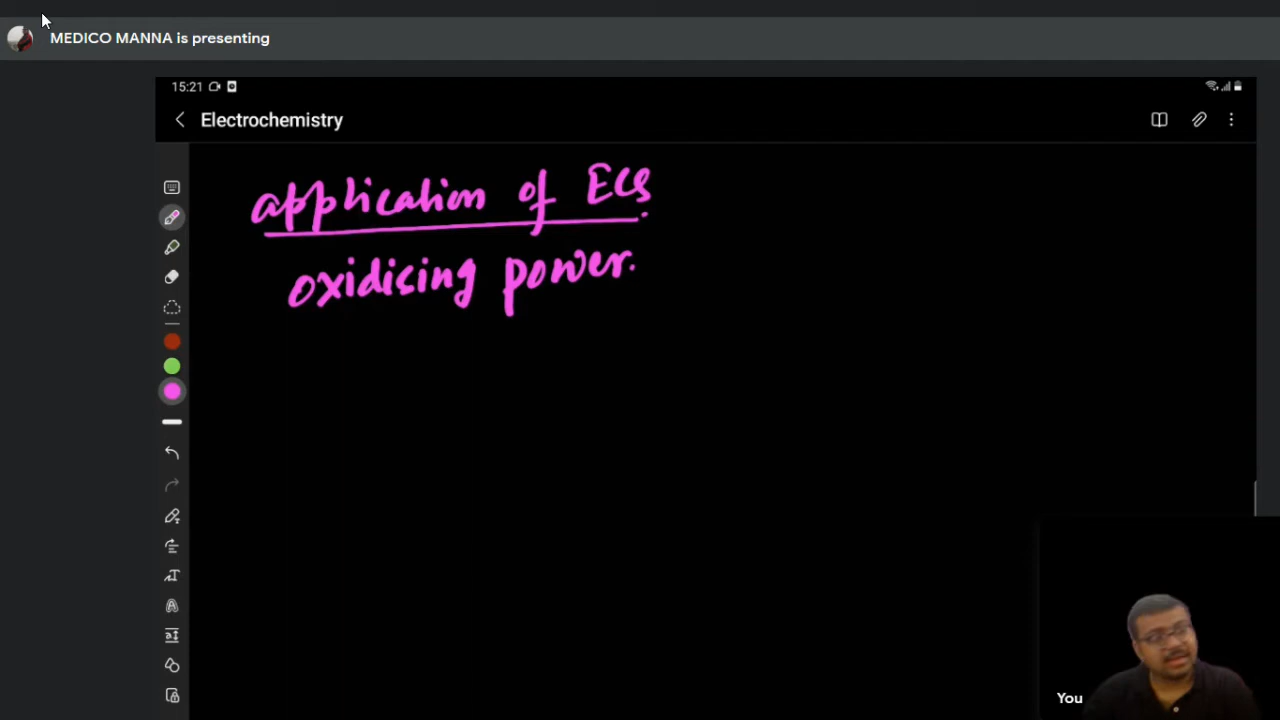 MEDICO MANNA is presenting
15:21
Electrochemistry
application of ECS
oxidising power.
You